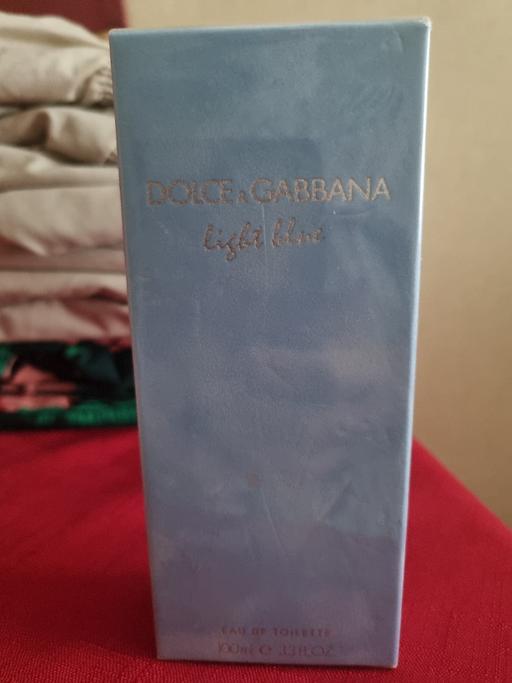 DOLCE & GABBANA
light blue
EAU DE TOILETTE
100ml ℮ 3.3 FL.OZ.